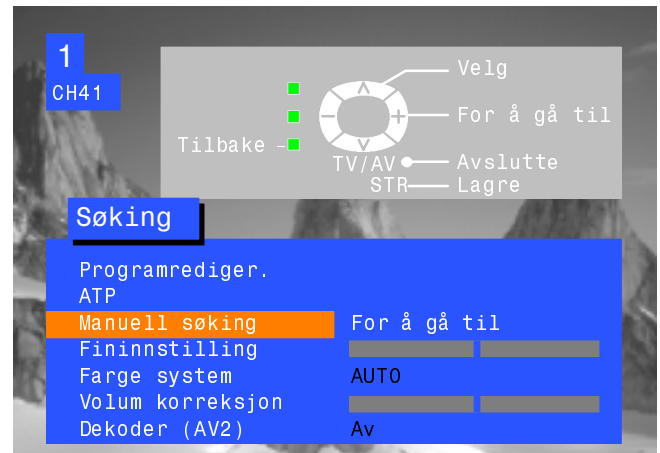 1
CH41
Velg
For å gå til
Tilbake
TV/AV Avslutte
STR Lagre
Søking
Programrediger.
ATP
Manuell søking For å gå til
Fininnstilling
Farge system AUTO
Volum korreksjon
Dekoder (AV2) Av